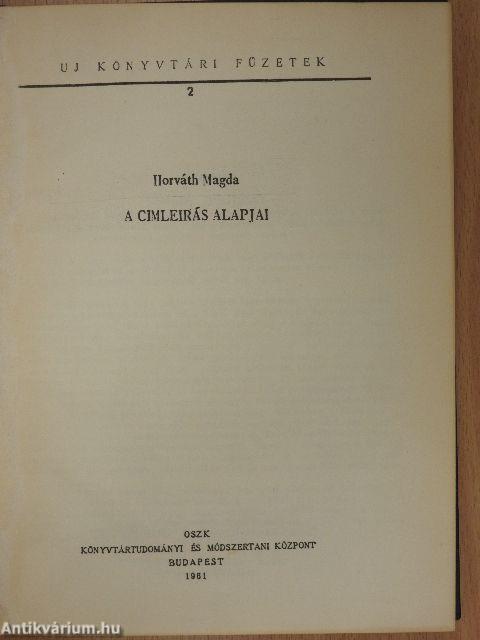 UJ KÖNYVTÁRI FÜZETEK
2
Horváth Magda
A CIMLEIRÁS ALAPJAI
OSZK
KÖNYVTÁRTUDOMÁNYI ÉS MÓDSZERTANI KÖZPONT
BUDAPEST
1961
Antikvárium.hu